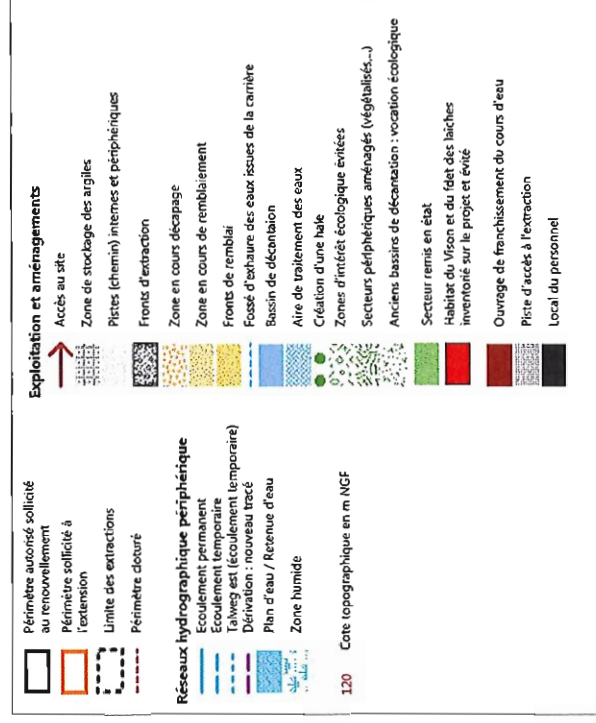 Périmètre autorisé sollicité
au renouvellement
Périmètre sollicité à
l'extension
Limite des extractions
Périmètre cloturé
Réseaux hydrographique périphérique
Ecoulement permanent
Ecoulement temporaire
Talweg est (écoulement temporaire)
Dérivation : nouveau tracé
Plan d'eau / Retenue d'eau
Zone humide
120 Cote topographique en m NGF
Exploitation et aménagements
Accès au site
Zone de stockage des argiles
Pistes (chemin) internes et périphériques
Fronts d'extraction
Zone en cours décapage
Zone en cours de remblaiement
Fronts de remblai
Fossé d'exhaure des eaux issues de la carrière
Bassin de décantaion
Aire de traitement des eaux
Création d'une haie
Zones d'intérêt écologique évitées
Secteurs périphériques aménagés (végétalisés,...)
Anciens bassins de décantation : vocation écologique
Secteur remis en état
Habitat du Vison et du fdet des laîches
inventorié sur le projet et évité
Ouvrage de franchissement du cours d'eau
Piste d'accès à l'extraction
Local du personnel